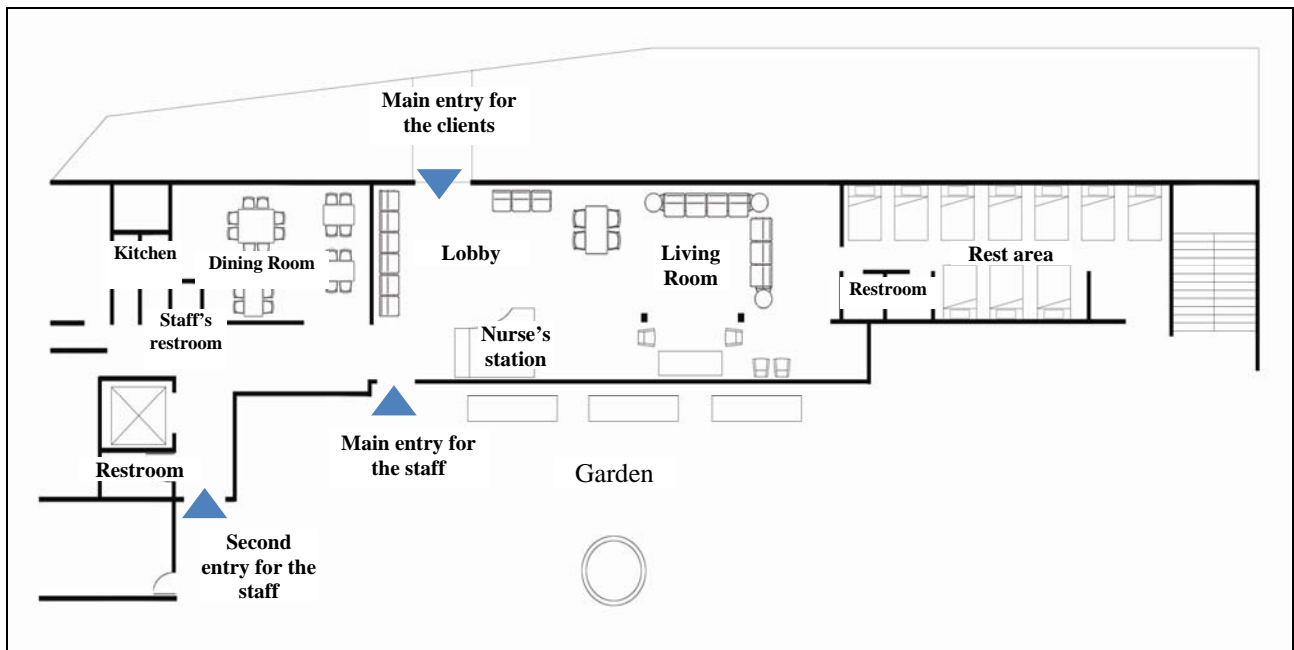 Main entry for
the clients
Kitchen
Dining Room
Lobby
Living
Room
Rest area
Restroom
Staff's
restroom
Nurse's
station
Main entry for
the staff
Garden
Restroom
Second
entry for the
staff